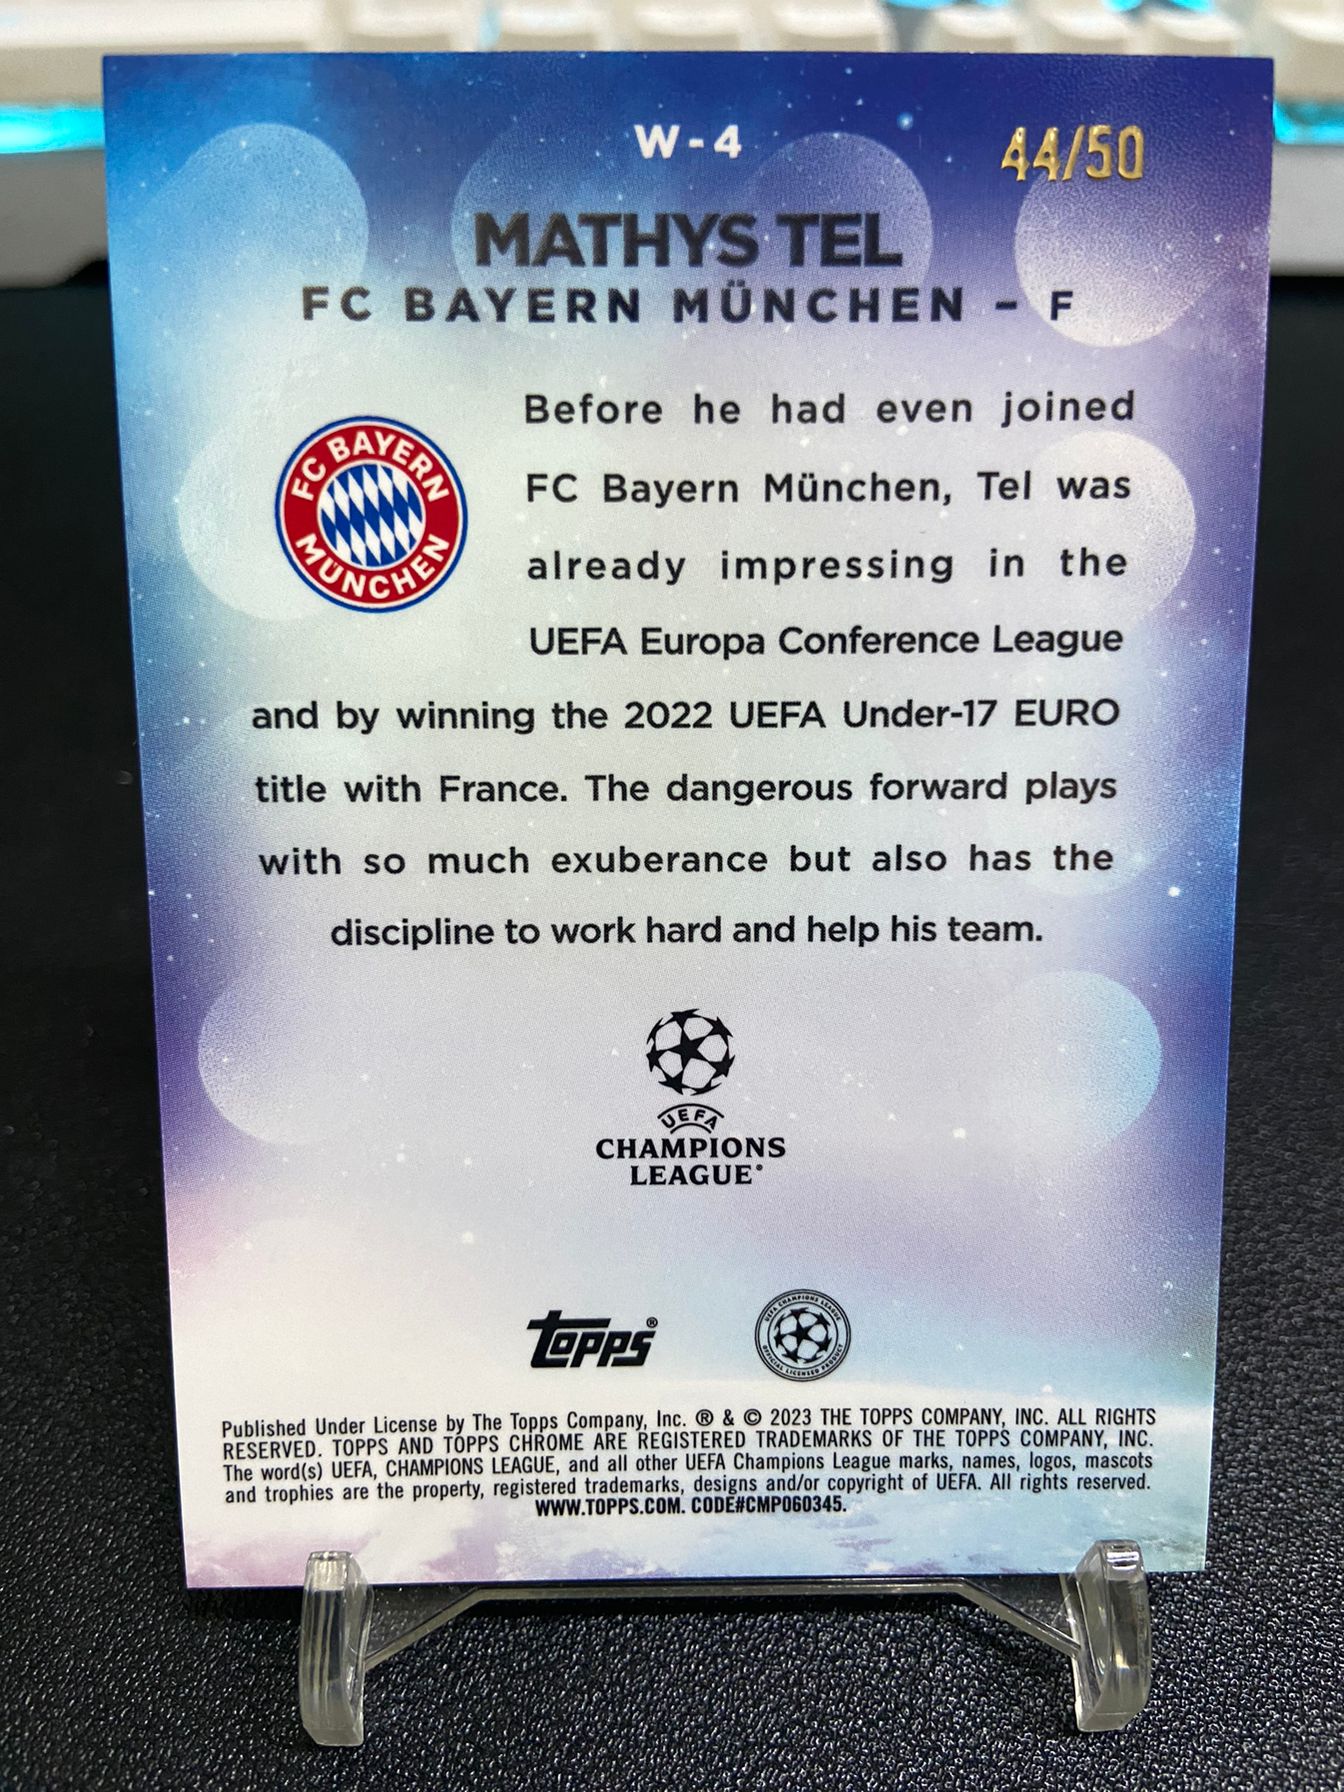 W-4
44/50
MATHYS TEL
FC BAYERN MÜNCHEN - F
FC BAYERN
MÜNCHEN
Before he had even joined
FC Bayern München, Tel was
already impressing in the
UEFA Europa Conference League
and by winning the 2022 UEFA Under-17 EURO
title with France. The dangerous forward plays
with so much exuberance but also has the
discipline to work hard and help his team.
UEFA
CHAMPIONS
LEAGUE®
Topps®
UEFA CHAMPIONS LEAGUE
OFFICIAL LICENSED PRODUCT
Published Under License by The Topps Company, Inc. ® & © 2023 THE TOPPS COMPANY, INC. ALL RIGHTS
RESERVED. TOPPS AND TOPPS CHROME ARE REGISTERED TRADEMARKS OF THE TOPPS COMPANY, INC.
The word(s) UEFA, CHAMPIONS LEAGUE, and all other UEFA Champions League marks, names, logos, mascots
and trophies are the property, registered trademarks, designs and/or copyright of UEFA. All rights reserved.
WWW.TOPPS.COM. CODE#CMP060345.